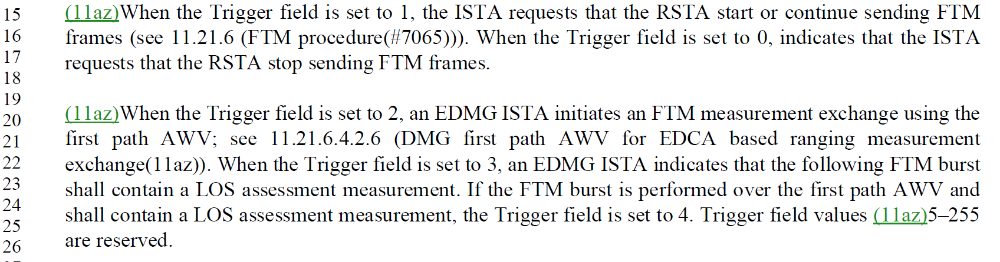 15 (11az)When the Trigger field is set to 1, the ISTA requests that the RSTA start or continue sending FTM
16 frames (see 11.21.6 (FTM procedure(#7065))). When the Trigger field is set to 0, indicates that the ISTA
17 requests that the RSTA stop sending FTM frames.
18
19
20 (11az)When the Trigger field is set to 2, an EDMG ISTA initiates an FTM measurement exchange using the
21 first path AWV; see 11.21.6.4.2.6 (DMG first path AWV for EDCA based ranging measurement
22 exchange(11az)). When the Trigger field is set to 3, an EDMG ISTA indicates that the following FTM burst
23 shall contain a LOS assessment measurement. If the FTM burst is performed over the first path AWV and
24 shall contain a LOS assessment measurement, the Trigger field is set to 4. Trigger field values (11az)5–255
25 are reserved.
26